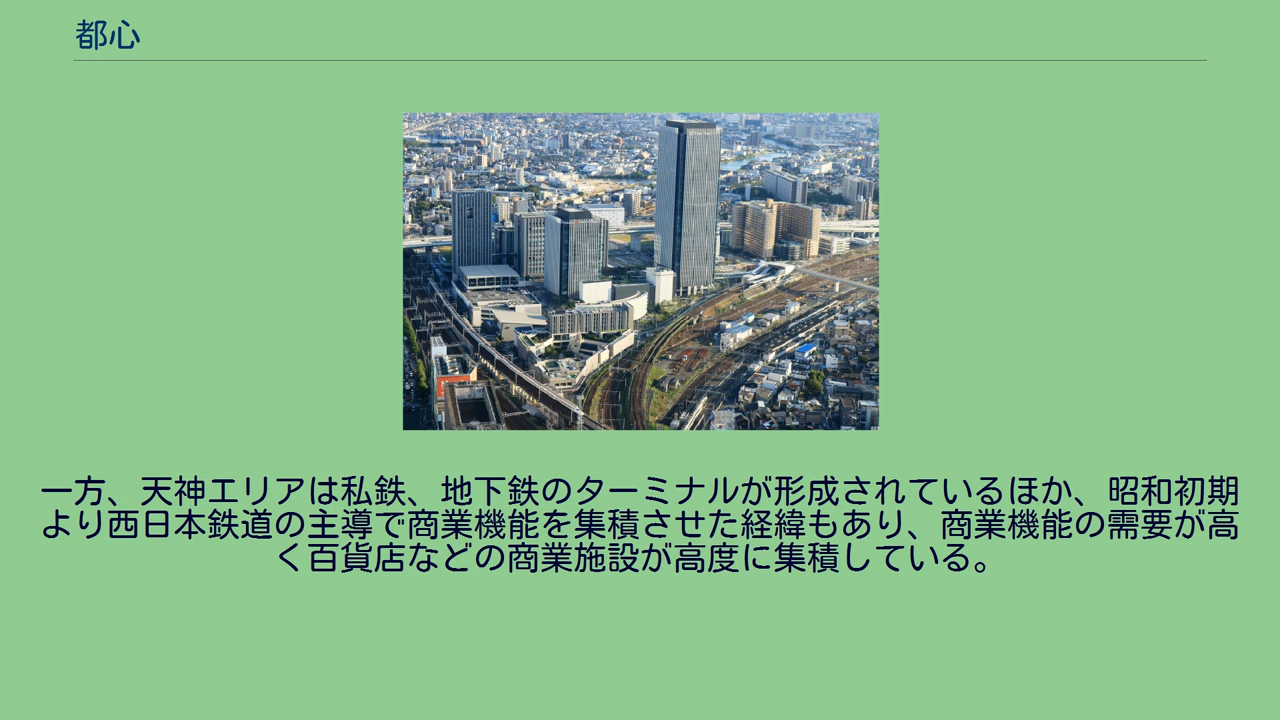 都心
一方、天神エリアは私鉄、地下鉄のターミナルが形成されているほか、昭和初期
より西日本鉄道の主導で商業機能を集積させた経緯もあり、商業機能の需要が高
く百貨店などの商業施設が高度に集積している。